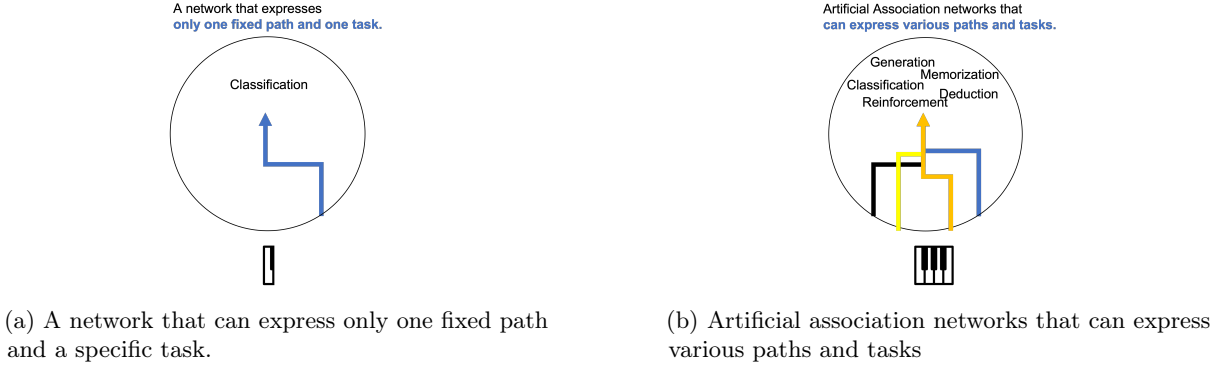 A network that expresses
only one fixed path and one task.
Classification
(a) A network that can express only one fixed path
and a specific task.
Artificial Association networks that
can express various paths and tasks.
Generation
Memorization
Classification
Deduction
Reinforcement
(b) Artificial association networks that can express
various paths and tasks